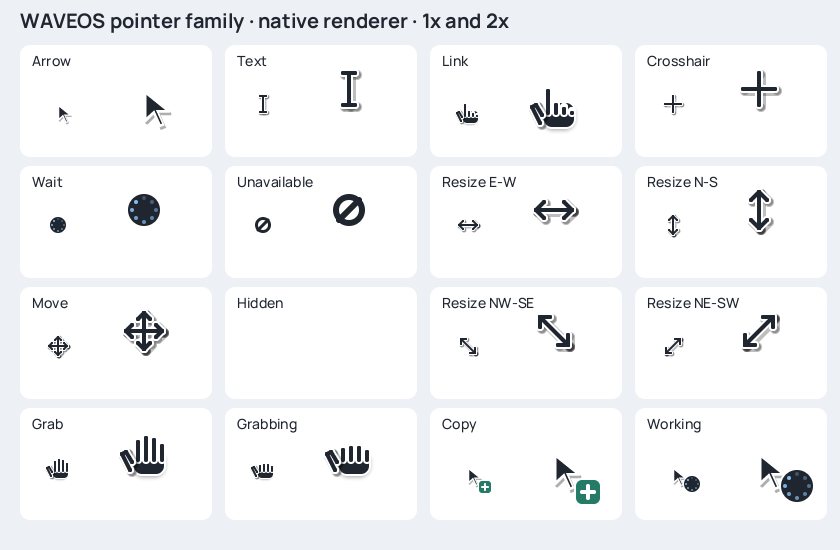 WAVEOS pointer family · native renderer · 1x and 2x
Arrow
Text
Link
Crosshair
Wait
Unavailable
Resize E-W
Resize N-S
Move
Hidden
Resize NW-SE
Resize NE-SW
Grab
Grabbing
Copy
Working